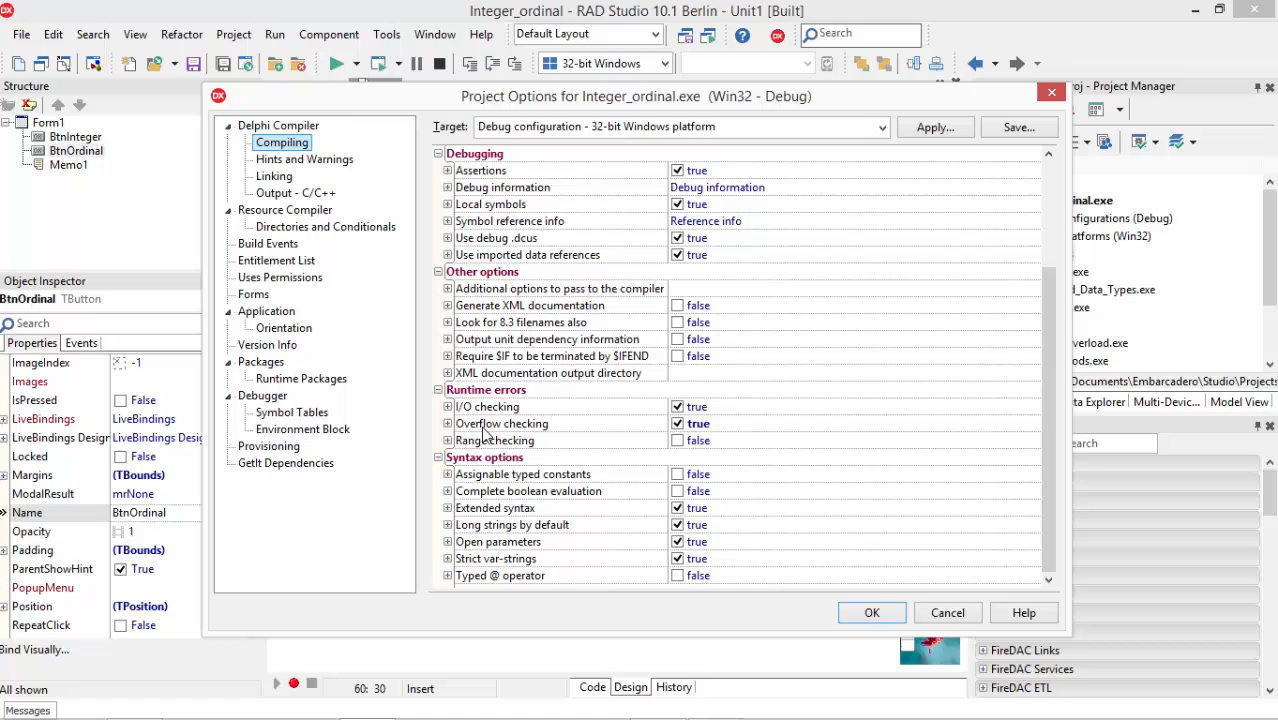 DX Integer_ordinal - RAD Studio 10.1 Berlin - Unit1 [Built]
File Edit Search View Refactor Project Run Component Tools Window Help Default Layout ? DX Search
32-bit Windows
Structure
Form1
BtnInteger
BtnOrdinal
Memo1
Object Inspector
BtnOrdinal TButton
Search
Properties Events
ImageIndex -1
Images
IsPressed False
LiveBindings LiveBindings
LiveBindings Desig LiveBindings
Locked False
Margins (TBounds)
ModalResult mrNone
Name BtnOrdinal
Opacity 1
Padding (TBounds)
ParentShowHint True
PopupMenu
Position (TPosition)
RepeatClick False
Bind Visually...
All shown
Messages
DX Project Options for Integer_ordinal.exe (Win32 - Debug)
Delphi Compiler
Compiling
Hints and Warnings
Linking
Output - C/C++
Resource Compiler
Directories and Conditionals
Build Events
Entitlement List
Uses Permissions
Forms
Application
Orientation
Version Info
Packages
Runtime Packages
Debugger
Symbol Tables
Environment Block
Provisioning
GetIt Dependencies
Target: Debug configuration - 32-bit Windows platform Apply... Save...
Debugging
Assertions true
Debug information Debug information
Local symbols true
Symbol reference info Reference info
Use debug .dcus true
Use imported data references true
Other options
Additional options to pass to the compiler
Generate XML documentation false
Look for 8.3 filenames also false
Output unit dependency information false
Require $IF to be terminated by $IFEND false
XML documentation output directory
Runtime errors
I/O checking true
Overflow checking true
Range checking false
Syntax options
Assignable typed constants false
Complete boolean evaluation false
Extended syntax true
Long strings by default true
Open parameters true
Strict var-strings true
Typed @ operator false
OK Cancel Help
60: 30 Insert Code Design History
roj - Project Manager
inal.exe
nfigurations (Debug)
atforms (Win32)
.exe
d_Data_Types.exe
.exe
verload.exe
ods.exe
Documents\Embarcadero\Studio\Projects
ta Explorer Multi-Devic... Model View
earch
FireDAC Links
FireDAC Services
FireDAC ETL